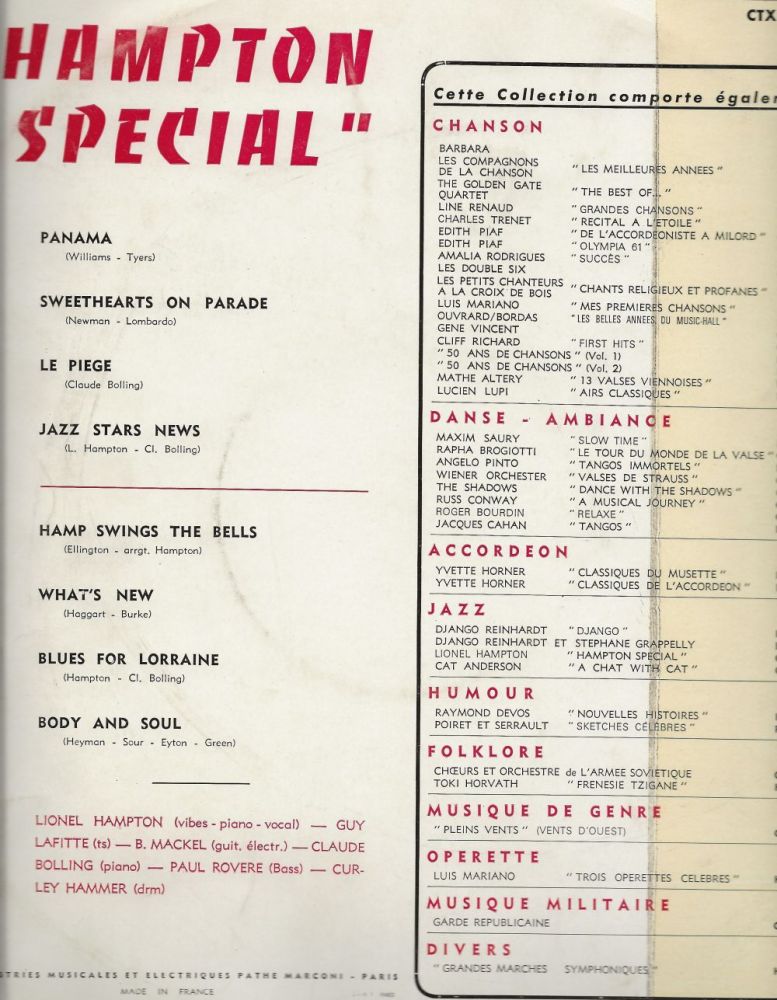 HAMPTON
SPECIAL"
PANAMA
(Williams - Tyers)
SWEETHEARTS ON PARADE
(Newman - Lombardo)
LE PIEGE
(Claude Bolling)
JAZZ STARS NEWS
(L. Hampton - Cl. Bolling)
HAMP SWINGS THE BELLS
(Ellington - arrgt. Hampton)
WHAT'S NEW
(Haggart - Burke)
BLUES FOR LORRAINE
(Hampton - Cl. Bolling)
BODY AND SOUL
(Heyman - Sour - Eyton - Green)
LIONEL HAMPTON (vibes - piano - vocal) — GUY
LAFITTE (ts) — B. MACKEL (guit. électr.) — CLAUDE
BOLLING (piano) — PAUL ROVERE (Bass) — CUR-
LEY HAMMER (drm)
STRIES MUSICALES ET ELECTRIQUES PATHE MARCONI - PARIS
MADE IN FRANCE
CTX
Cette Collection comporte égalem
CHANSON
BARBARA
LES COMPAGNONS
DE LA CHANSON " LES MEILLEURES ANNEES "
THE GOLDEN GATE
QUARTET " THE BEST OF... "
LINE RENAUD " GRANDES CHANSONS "
CHARLES TRENET " RECITAL A L'ETOILE "
EDITH PIAF " DE L'ACCORDEONISTE A MILORD "
EDITH PIAF " OLYMPIA 61 "
AMALIA RODRIGUES " SUCCÈS "
LES DOUBLE SIX
LES PETITS CHANTEURS
A LA CROIX DE BOIS " CHANTS RELIGIEUX ET PROFANES "
LUIS MARIANO " MES PREMIERES CHANSONS "
OUVRARD/BORDAS " LES BELLES ANNEES DU MUSIC-HALL "
GENE VINCENT
CLIFF RICHARD " FIRST HITS "
" 50 ANS DE CHANSONS " (Vol. 1)
" 50 ANS DE CHANSONS " (Vol. 2)
MATHE ALTERY " 13 VALSES VIENNOISES "
LUCIEN LUPI " AIRS CLASSIQUES "
DANSE - AMBIANCE
MAXIM SAURY " SLOW TIME "
RAPHA BROGIOTTI " LE TOUR DU MONDE DE LA VALSE "
ANGELO PINTO " TANGOS IMMORTELS "
WIENER ORCHESTER " VALSES DE STRAUSS "
THE SHADOWS " DANCE WITH THE SHADOWS "
RUSS CONWAY " A MUSICAL JOURNEY "
ROGER BOURDIN " RELAXE "
JACQUES CAHAN " TANGOS "
ACCORDEON
YVETTE HORNER " CLASSIQUES DU MUSETTE "
YVETTE HORNER " CLASSIQUES DE L'ACCORDEON "
JAZZ
DJANGO REINHARDT " DJANGO "
DJANGO REINHARDT ET STEPHANE GRAPPELLY
LIONEL HAMPTON " HAMPTON SPECIAL "
CAT ANDERSON " A CHAT WITH CAT "
HUMOUR
RAYMOND DEVOS " NOUVELLES HISTOIRES "
POIRET ET SERRAULT " SKETCHES CÉLÈBRES "
FOLKLORE
CHŒURS ET ORCHESTRE de L'ARMEE SOVIÉTIQUE
TOKI HORVATH " FRENESIE TZIGANE "
MUSIQUE DE GENRE
" PLEINS VENTS " (VENTS D'OUEST)
OPERETTE
LUIS MARIANO " TROIS OPERETTES CELEBRES "
MUSIQUE MILITAIRE
GARDE REPUBLICAINE
DIVERS
" GRANDES MARCHES SYMPHONIQUES "